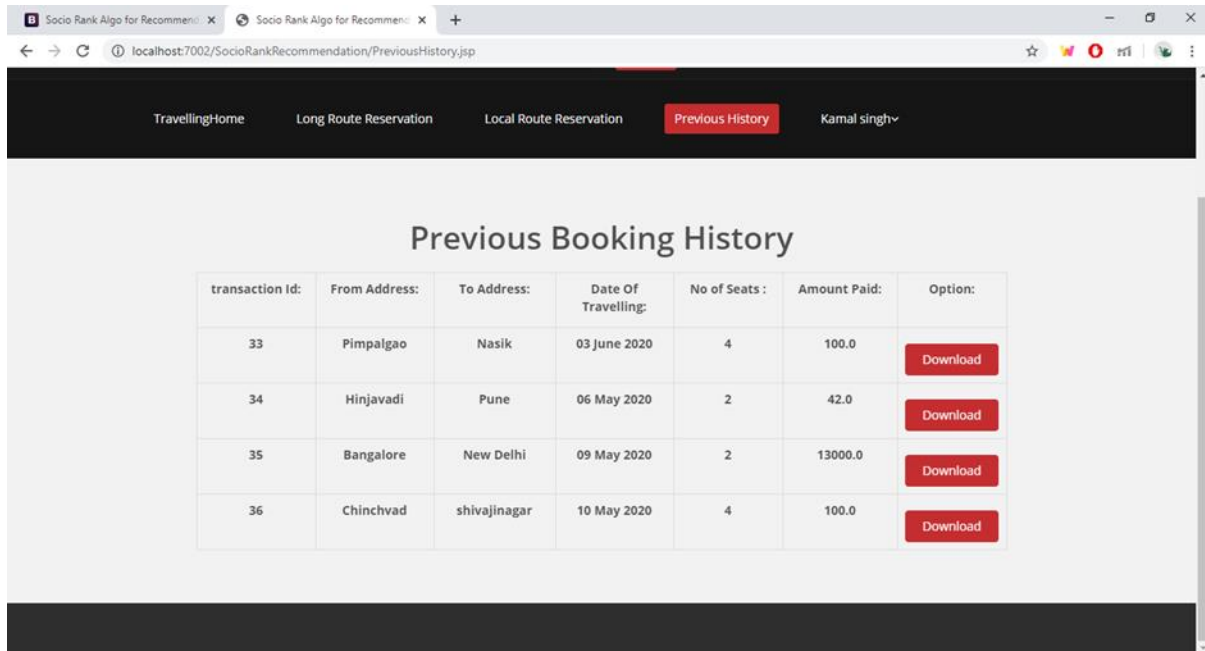 Socio Rank Algo for Recommend
Socio Rank Algo for Recommend
localhost:7002/SocioRankRecommendation/PreviousHistory.jsp
TravellingHome Long Route Reservation Local Route Reservation Previous History Kamal singh
Previous Booking History
transaction Id: From Address: To Address: Date Of Travelling: No of Seats : Amount Paid: Option:
33 Pimpalgao Nasik 03 June 2020 4 100.0 Download
34 Hinjavadi Pune 06 May 2020 2 42.0 Download
35 Bangalore New Delhi 09 May 2020 2 13000.0 Download
36 Chinchvad shivajinagar 10 May 2020 4 100.0 Download